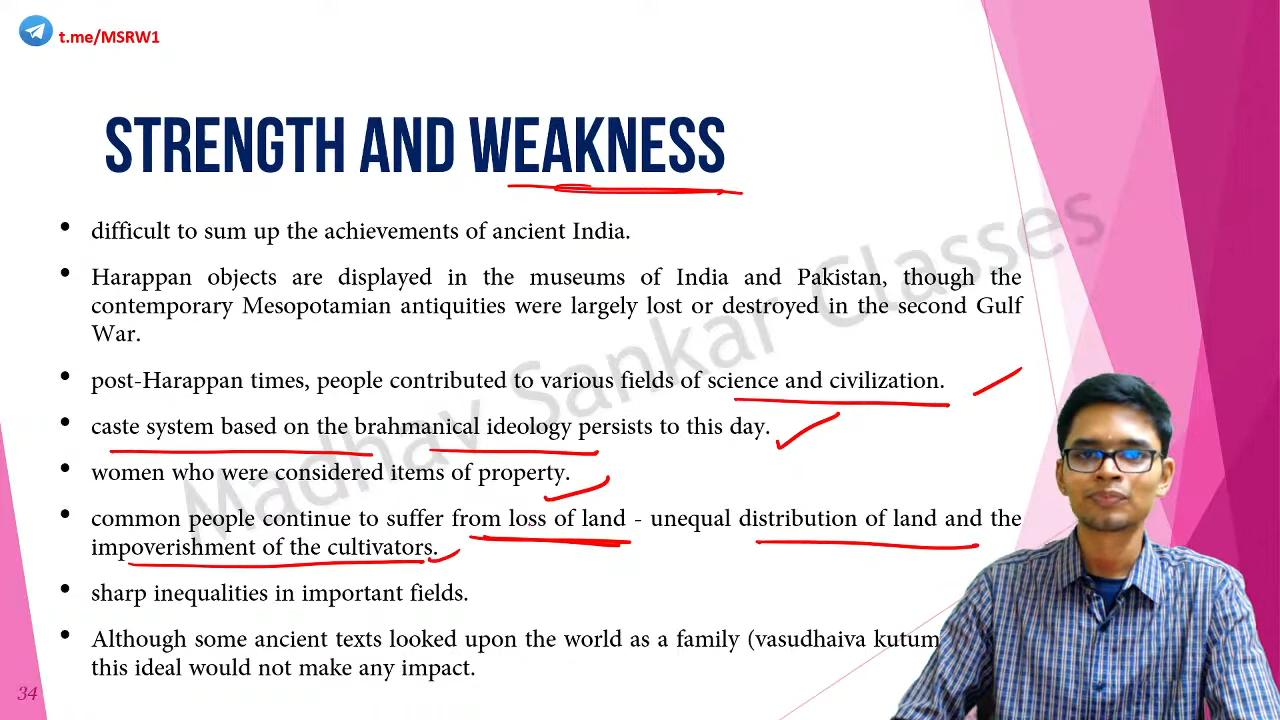 t.me/MSRW1
STRENGTH AND WEAKNESS
• difficult to sum up the achievements of ancient India.
• Harappan objects are displayed in the museums of India and Pakistan, though the
contemporary Mesopotamian antiquities were largely lost or destroyed in the second Gulf
War.
• post-Harappan times, people contributed to various fields of science and civilization.
• caste system based on the brahmanical ideology persists to this day.
• women who were considered items of property.
• common people continue to suffer from loss of land - unequal distribution of land and the
impoverishment of the cultivators.
• sharp inequalities in important fields.
• Although some ancient texts looked upon the world as a family (vasudhaiva kutum
this ideal would not make any impact.
Madhav Sankar Classes
34